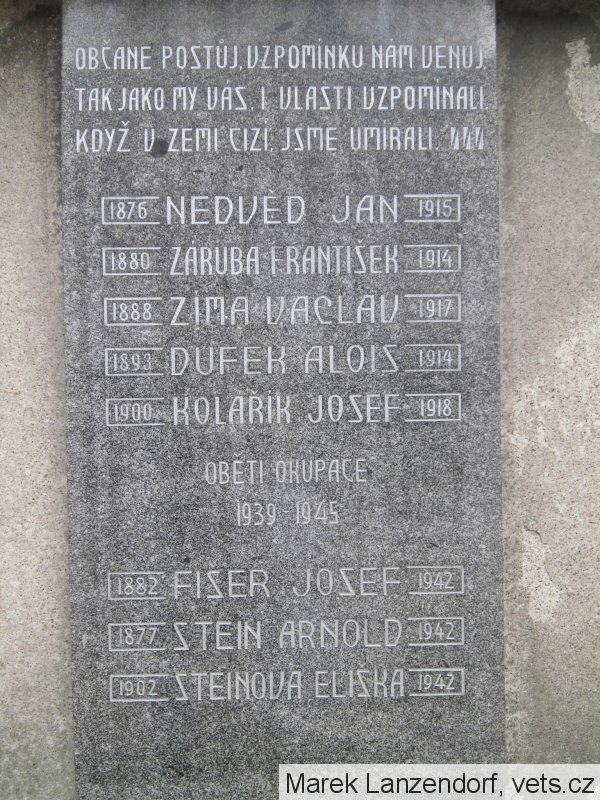 OBČANE POSTŮJ, VZPOMÍNKU NÁM VĚNUJ,
TAK JAKO MY VÁS, I VLASTI VZPOMÍNALI,
KDYŽ V ZEMI CIZÍ, JSME UMÍRALI.
1876 NEDVĚD JAN 1915
1880 ZÁRUBA FRANTIŠEK 1914
1888 ZÍMA VÁCLAV 1917
1893 DUFEK ALOIS 1914
1900 KOLAŘÍK JOSEF 1918
OBĚTI OKUPACE
1939-1945
1882 FIŠER JOSEF 1942
1877 STEIN ARNOLD 1942
1902 STEINOVÁ ELIŠKA 1942
Marek Lanzendorf, vets.cz